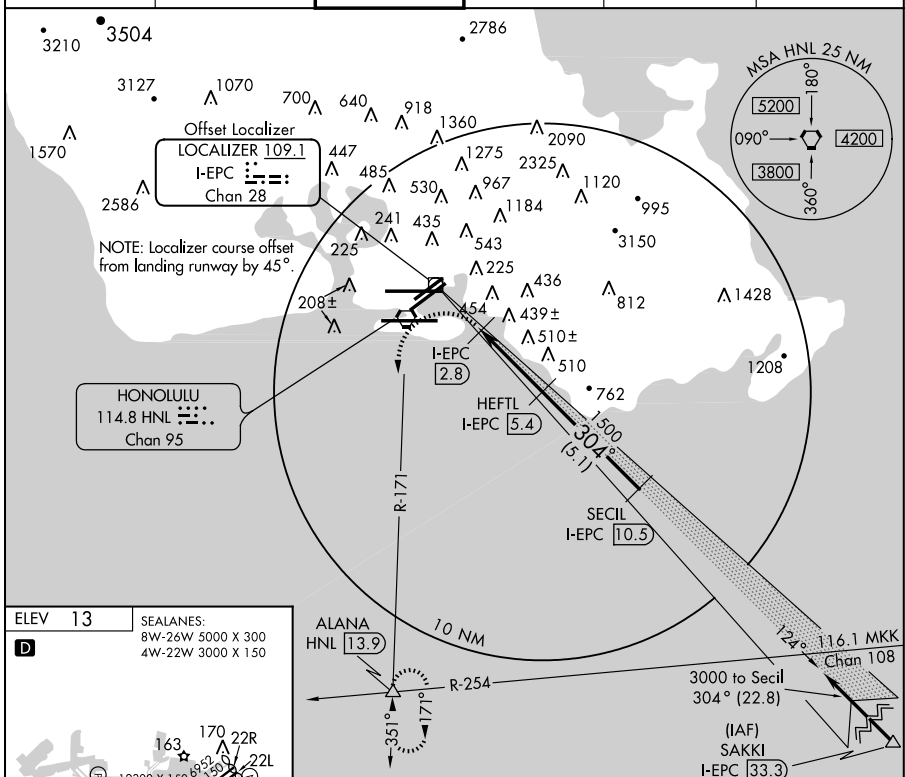 3210
3504
2786
3127
1070
700
640
918
1360
2090
1570
Offset Localizer
LOCALIZER 109.1
I-EPC
Chan 28
447
485
1275
2325
2586
530
967
1120
1184
995
225
241
435
543
3150
NOTE: Localizer course offset
from landing runway by 45°.
208±
225
436
454
439±
812
1428
510±
510
I-EPC
2.8
1208
762
HEFTL
I-EPC 5.4
HONOLULU
114.8 HNL
Chan 95
1500
304°
(5.1)
R-171
SECIL
I-EPC 10.5
MSA HNL 25 NM
180°
5200
090°
4200
3800
360°
10 NM
ALANA
HNL 13.9
R-254
351°
171°
124°
116.1 MKK
Chan 108
3000 to Secil
304° (22.8)
(IAF)
SAKKI
I-EPC 33.3
ELEV 13
D
SEALANES:
8W-26W 5000 X 300
4W-22W 3000 X 150
163
170
22R
22L
6952
150